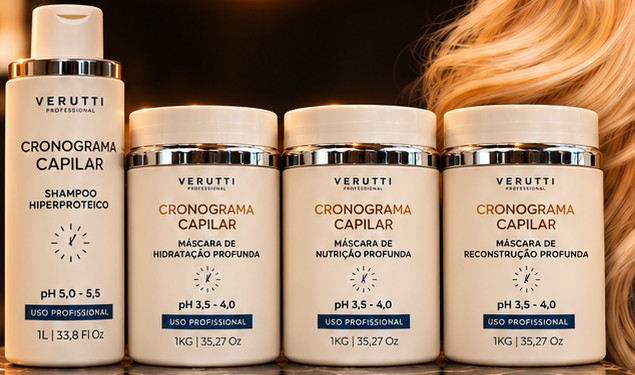 VERUTTI
PROFESSIONAL
CRONOGRAMA
CAPILAR
SHAMPOO
HIPERPROTEICO
pH 5,0 - 5,5
USO PROFISSIONAL
1L | 33,8 Fl Oz
VERUTTI
PROFESSIONAL
CRONOGRAMA
CAPILAR
MÁSCARA DE
HIDRATAÇÃO PROFUNDA
pH 3,5 - 4,0
USO PROFISSIONAL
1KG | 35,27 Oz
VERUTTI
PROFESSIONAL
CRONOGRAMA
CAPILAR
MÁSCARA DE
NUTRIÇÃO PROFUNDA
pH 3,5 - 4,0
USO PROFISSIONAL
1KG | 35,27 Oz
VERUTTI
PROFESSIONAL
CRONOGRAMA
CAPILAR
MÁSCARA DE
RECONSTRUÇÃO PROFUNDA
pH 3,5 - 4,0
USO PROFISSIONAL
1KG | 35,27 Oz